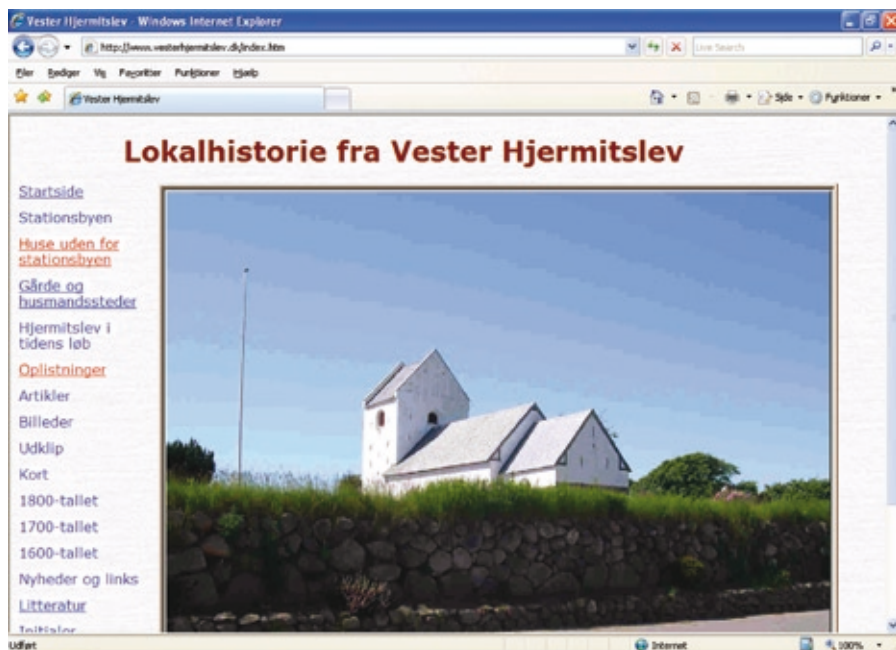 Vester Hjermitslev - Windows Internet Explorer
http://www.vesterhjermitslev.dk/index.htm
Live Search
Filer Rediger Vis Favoritter Funktioner Hjælp
Vester Hjermitslev
Side
Funktioner
Lokalhistorie fra Vester Hjermitslev
Startside
Stationsbyen
Huse uden for
stationsbyen
Gårde og
husmandssteder
Hjermitslev i
tidens løb
Oplistninger
Artikler
Billeder
Udklip
Kort
1800-tallet
1700-tallet
1600-tallet
Nyheder og links
Litteratur
Initialer
Udført
Internet
100%